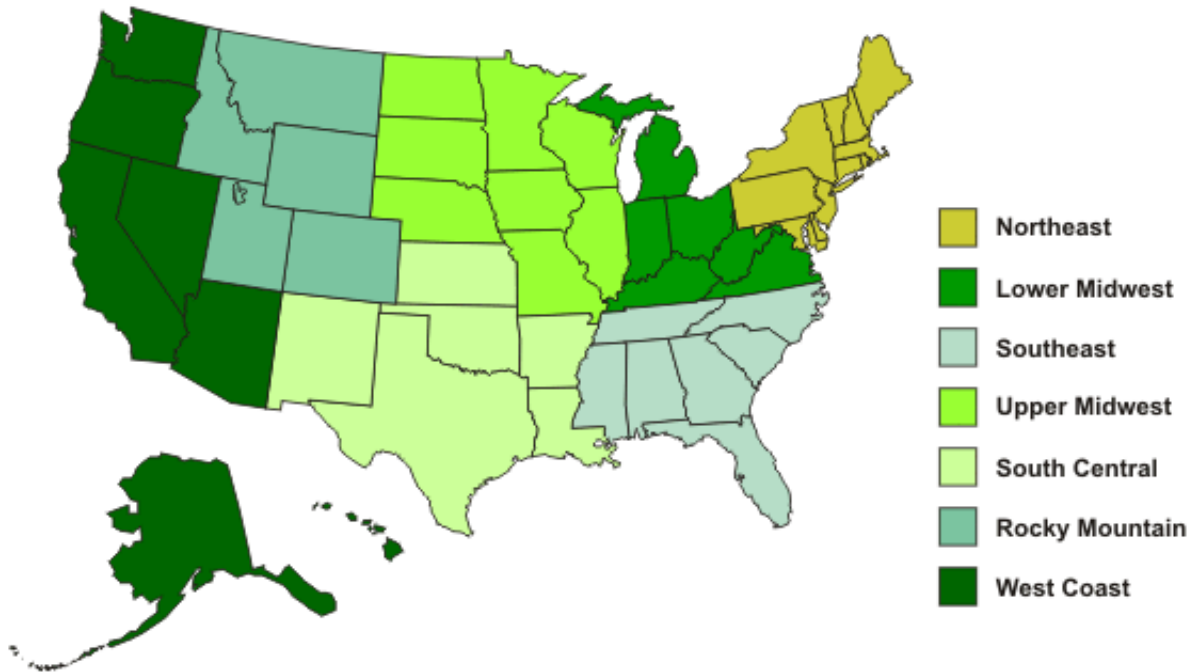 Northeast
Lower Midwest
Southeast
Upper Midwest
South Central
Rocky Mountain
West Coast